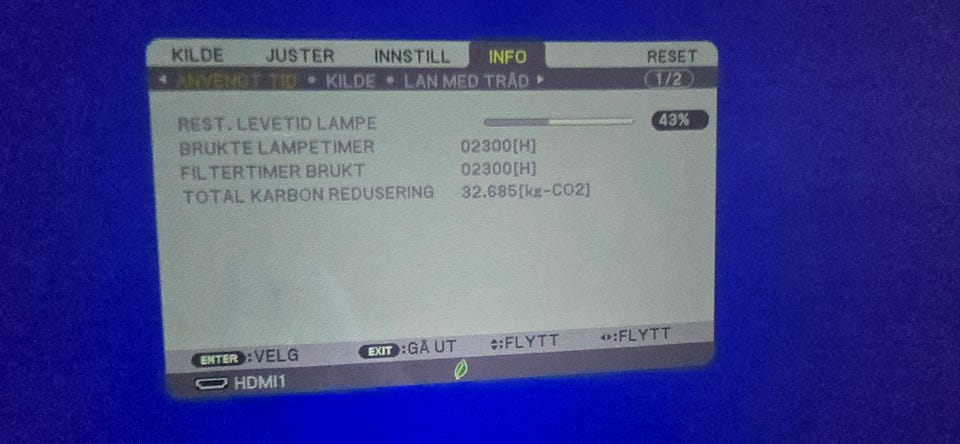 KILDE JUSTER INNSTILL INFO RESET
ANVENDT TID • KILDE • LAN MED TRÅD 1/2
REST. LEVETID LAMPE 43%
BRUKTE LAMPETIMER 02300[H]
FILTERTIMER BRUKT 02300[H]
TOTAL KARBON REDUSERING 32.685[kg-CO2]
ENTER :VELG EXIT :GÅ UT :FLYTT :FLYTT
HDMI1